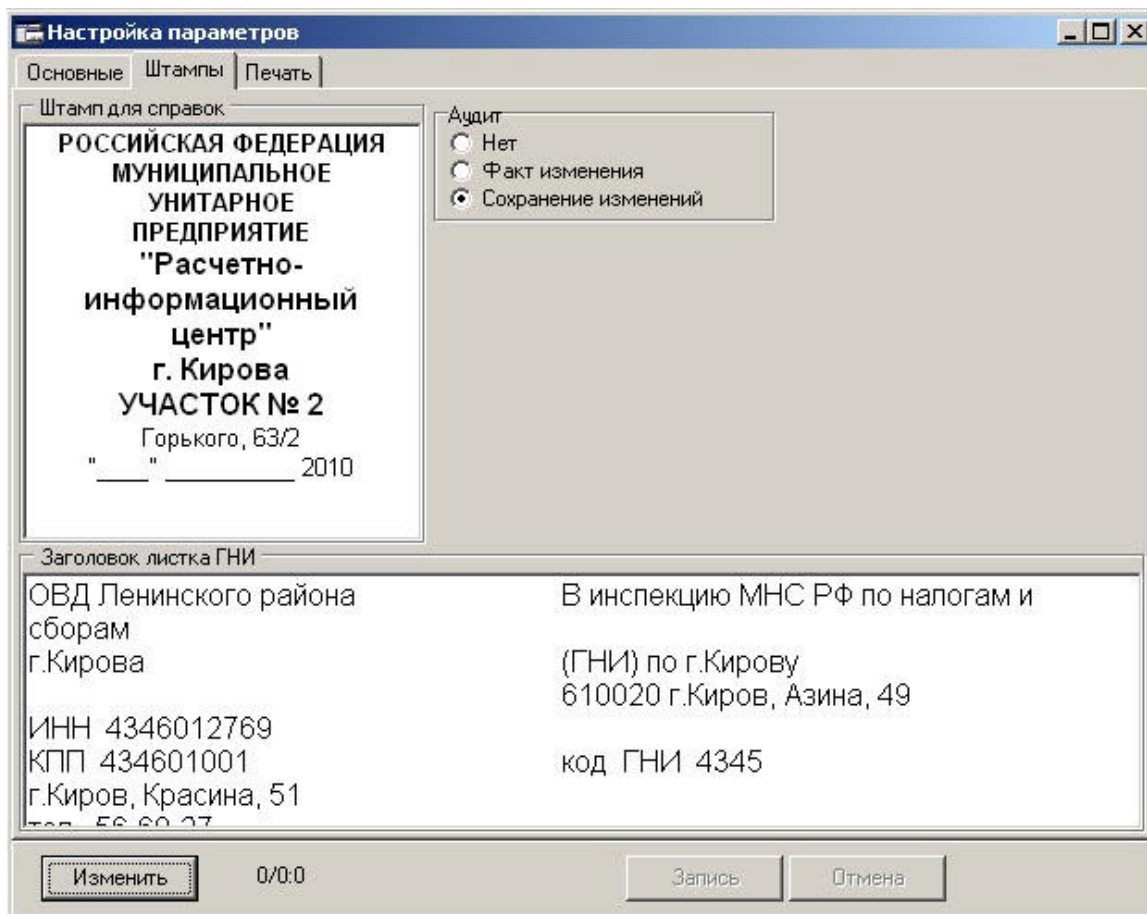 Настройка параметров
Основные Штампы Печать
Штамп для справок
РОССИЙСКАЯ ФЕДЕРАЦИЯ
МУНИЦИПАЛЬНОЕ
УНИТАРНОЕ
ПРЕДПРИЯТИЕ
"Расчетно-
информационный
центр"
г. Кирова
УЧАСТОК № 2
Горького, 63/2
"____" _________ 2010
Аудит
Нет
Факт изменения
Сохранение изменений
Заголовок листка ГНИ
ОВД Ленинского района В инспекцию МНС РФ по налогам и
сборам
г.Кирова (ГНИ) по г.Кирову
610020 г.Киров, Азина, 49
ИНН 4346012769
КПП 434601001 код ГНИ 4345
г.Киров, Красина, 51
Изменить 0/0:0 Запись Отмена